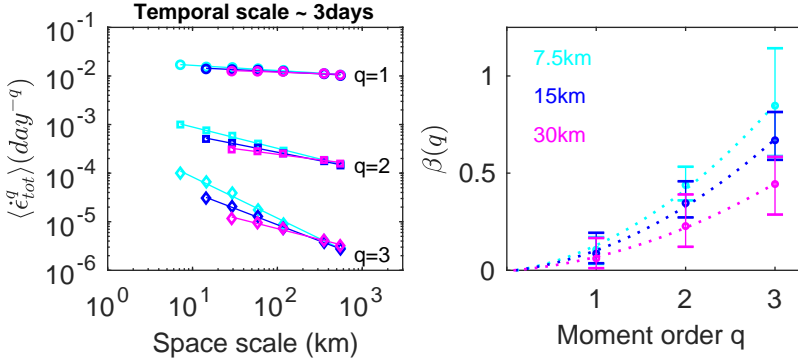 Temporal scale ~ 3days
⟨ε̇^q_tot⟩(day^−q)
10^−1
10^−2
10^−3
10^−4
10^−5
10^−6
q=1
q=2
q=3
10^0
10^1
10^2
10^3
Space scale (km)
β(q)
1
0.5
0
7.5km
15km
30km
1
2
3
Moment order q